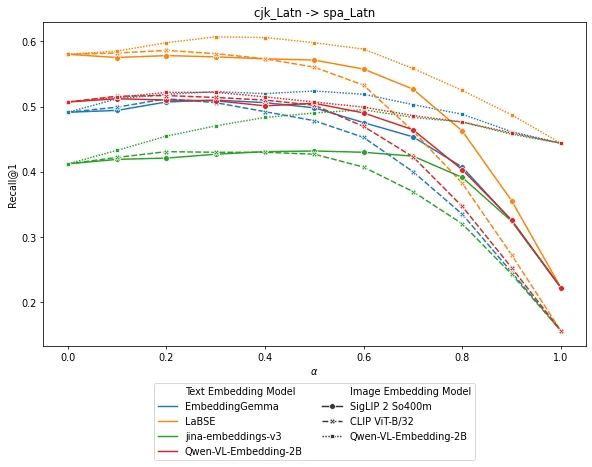 cjk_Latn -> spa_Latn
Recall@1
0.6
0.5
0.4
0.3
0.2
0.0
0.2
0.4
0.6
0.8
1.0
α
Text Embedding Model
EmbeddingGemma
LaBSE
jina-embeddings-v3
Qwen-VL-Embedding-2B
Image Embedding Model
SigLIP 2 So400m
CLIP ViT-B/32
Qwen-VL-Embedding-2B